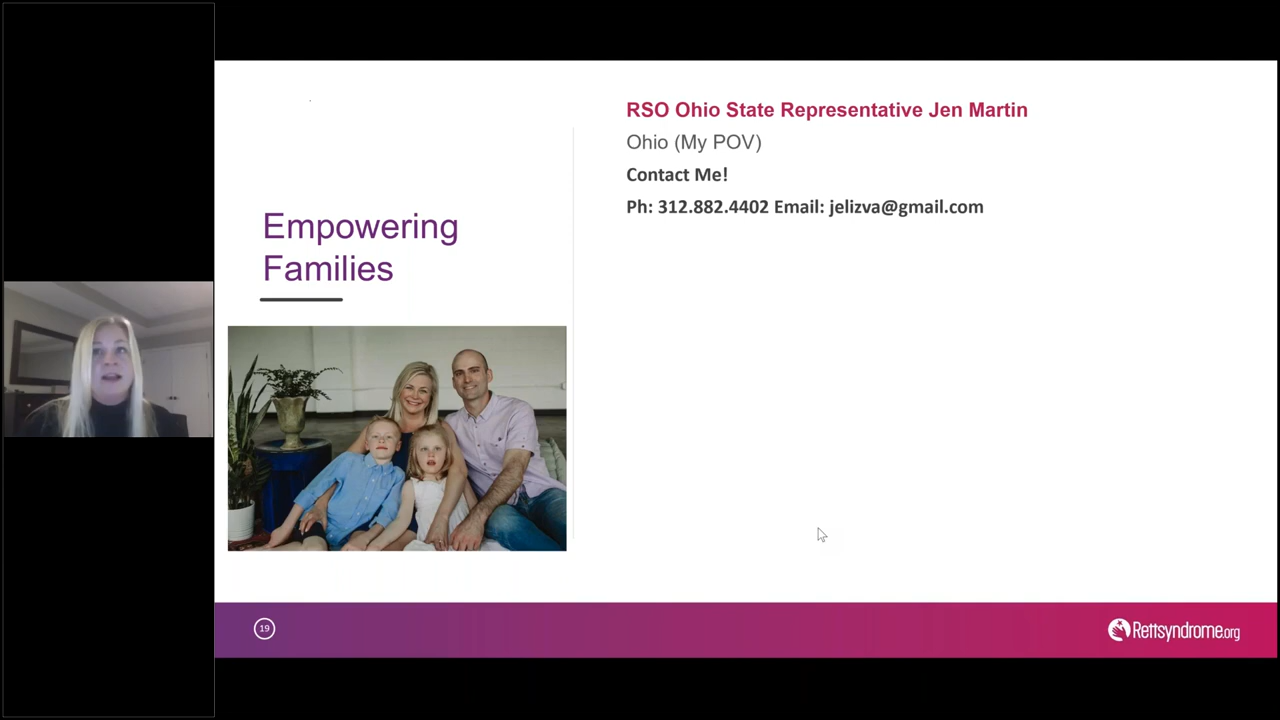 RSO Ohio State Representative Jen Martin
Ohio (My POV)
Contact Me!
Ph: 312.882.4402 Email: jelizva@gmail.com
Empowering
Families
19
Rettsyndrome.org